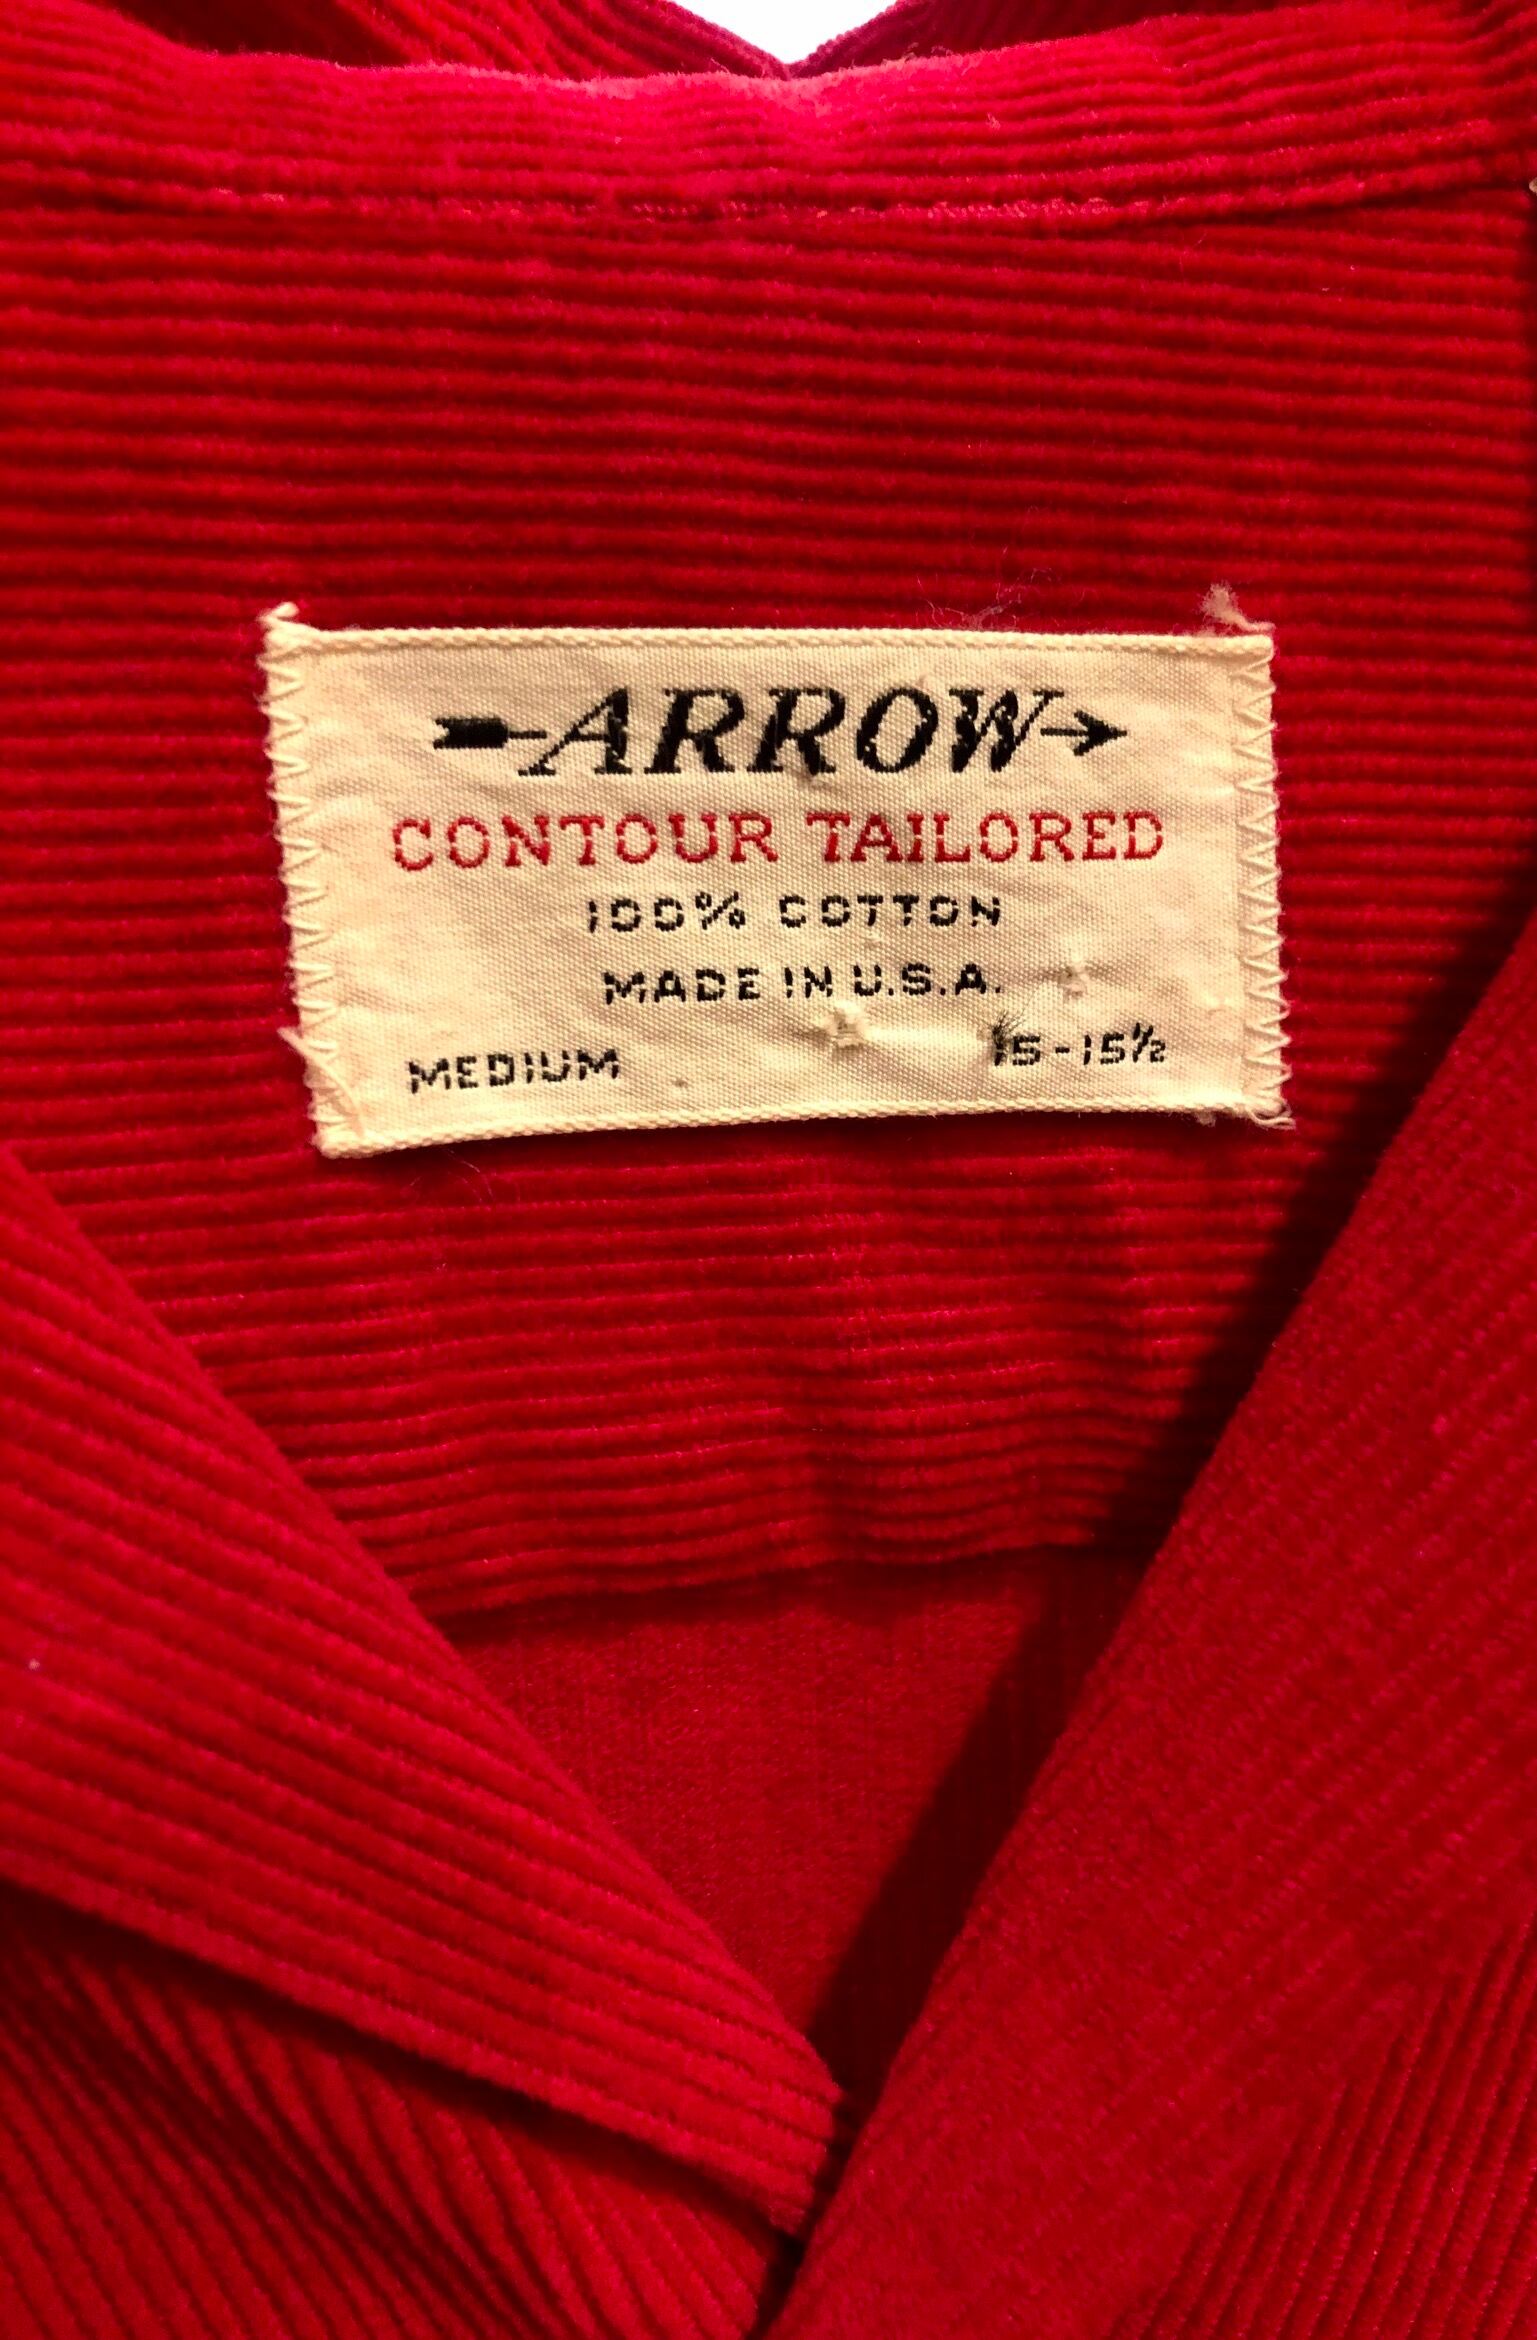 ARROW
CONTOUR TAILORED
100% COTTON
MADE IN U.S.A.
MEDIUM 15-15½